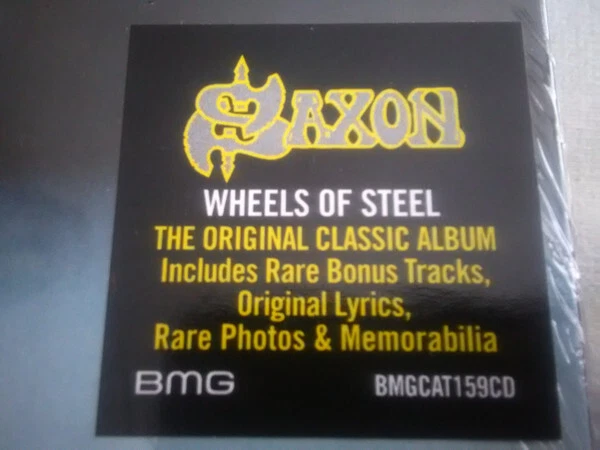 SAXON
WHEELS OF STEEL
THE ORIGINAL CLASSIC ALBUM
Includes Rare Bonus Tracks,
Original Lyrics,
Rare Photos & Memorabilia
BMG BMGCAT159CD